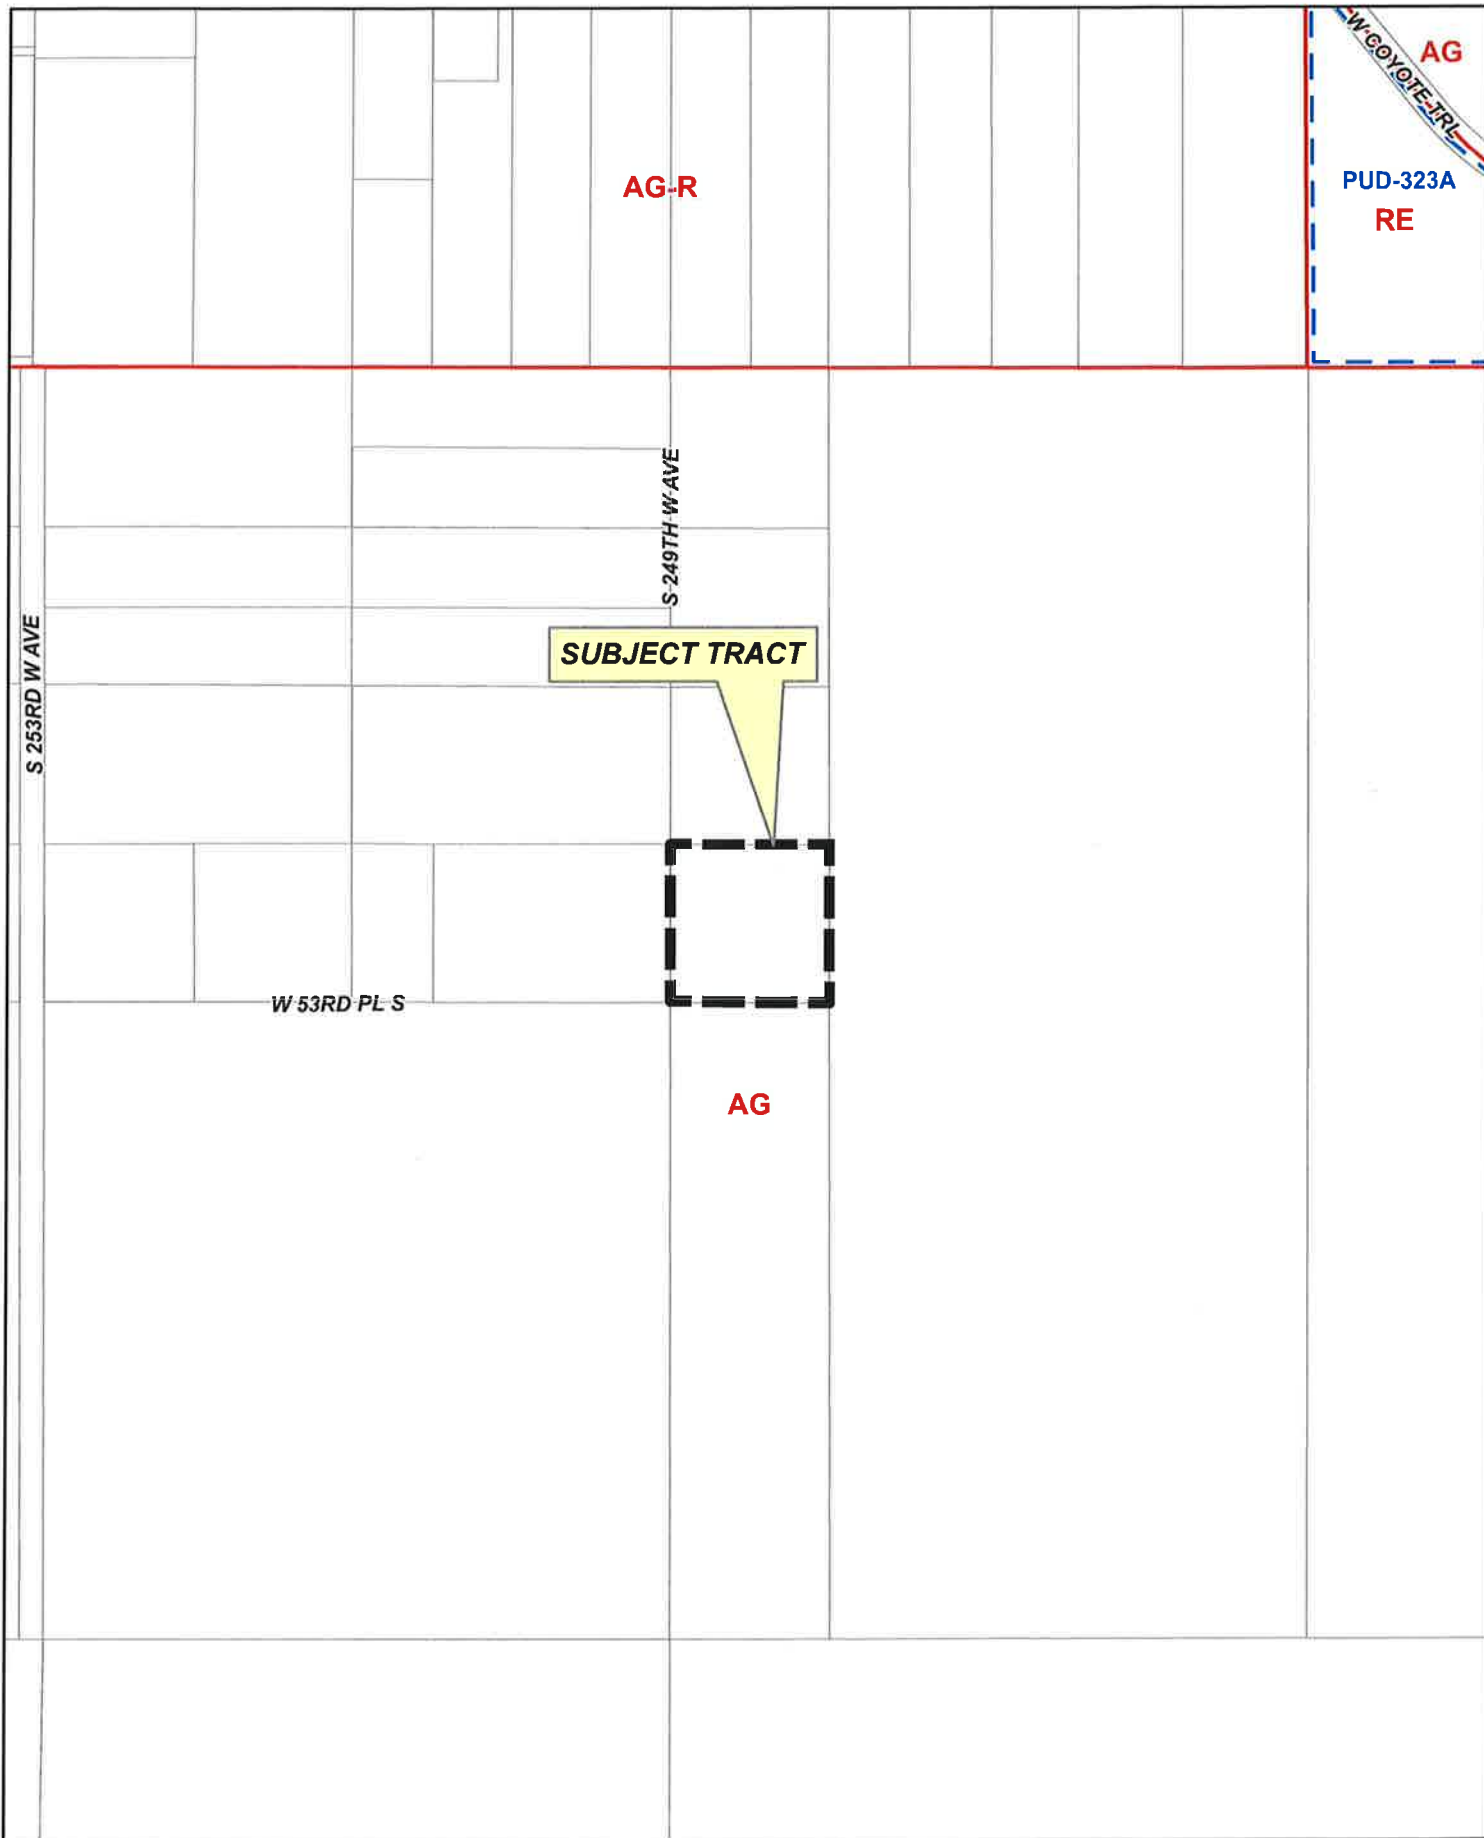 W COYOTE TRL
AG
AG-R
PUD-323A
RE
S 249TH W AVE
S 253RD W AVE
SUBJECT TRACT
W 53RD PL S
AG